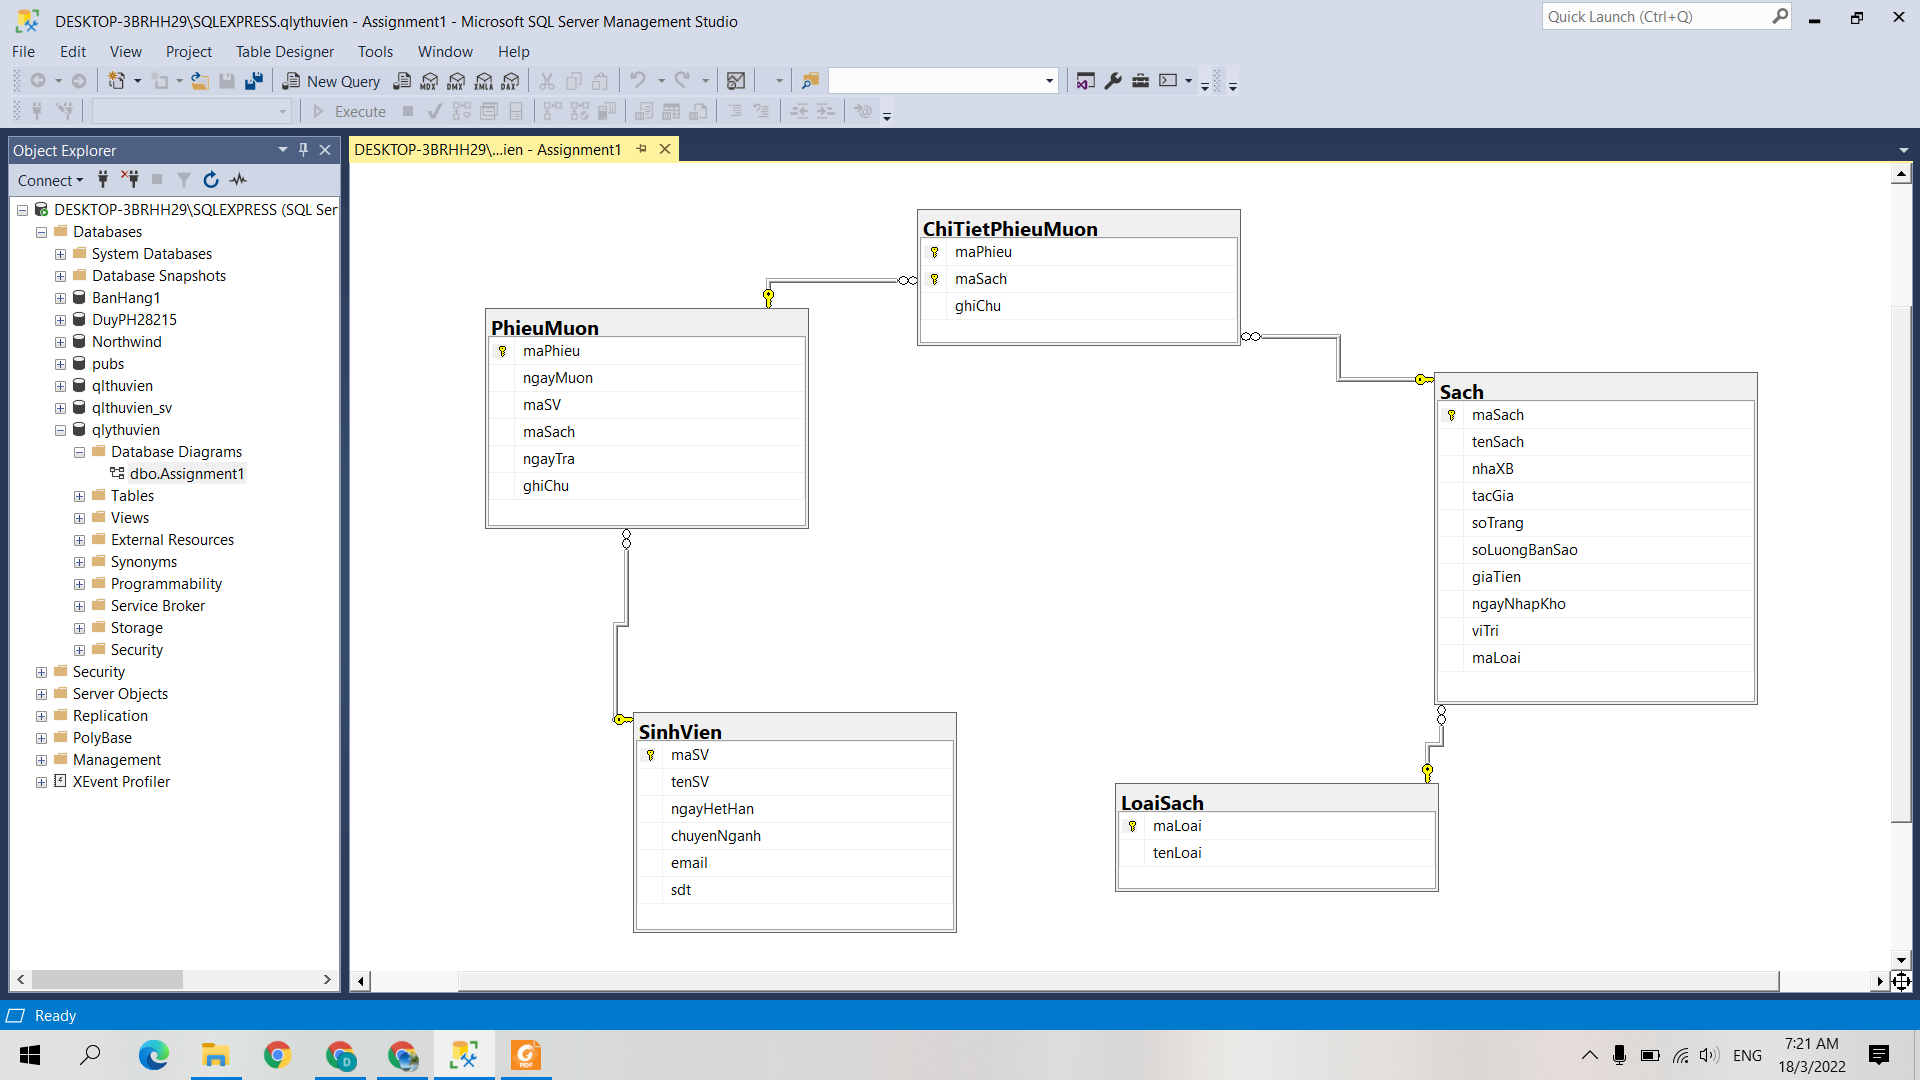 DESKTOP-3BRHH29\SQLEXPRESS.qlythuvien - Assignment1 - Microsoft SQL Server Management Studio
Quick Launch (Ctrl+Q)
File Edit View Project Table Designer Tools Window Help
New Query MDX DMX XMLA DAX
Execute
Object Explorer
Connect
DESKTOP-3BRHH29\SQLEXPRESS (SQL Ser
Databases
System Databases
Database Snapshots
BanHang1
DuyPH28215
Northwind
pubs
qlthuvien
qlthuvien_sv
qlythuvien
Database Diagrams
dbo.Assignment1
Tables
Views
External Resources
Synonyms
Programmability
Service Broker
Storage
Security
Security
Server Objects
Replication
PolyBase
Management
XEvent Profiler
DESKTOP-3BRHH29\...ien - Assignment1
ChiTietPhieuMuon
maPhieu
maSach
ghiChu
PhieuMuon
maPhieu
ngayMuon
maSV
maSach
ngayTra
ghiChu
Sach
maSach
tenSach
nhaXB
tacGia
soTrang
soLuongBanSao
giaTien
ngayNhapKho
viTri
maLoai
SinhVien
maSV
tenSV
ngayHetHan
chuyenNganh
email
sdt
LoaiSach
maLoai
tenLoai
Ready
D
PDF
ENG
7:21 AM
18/3/2022